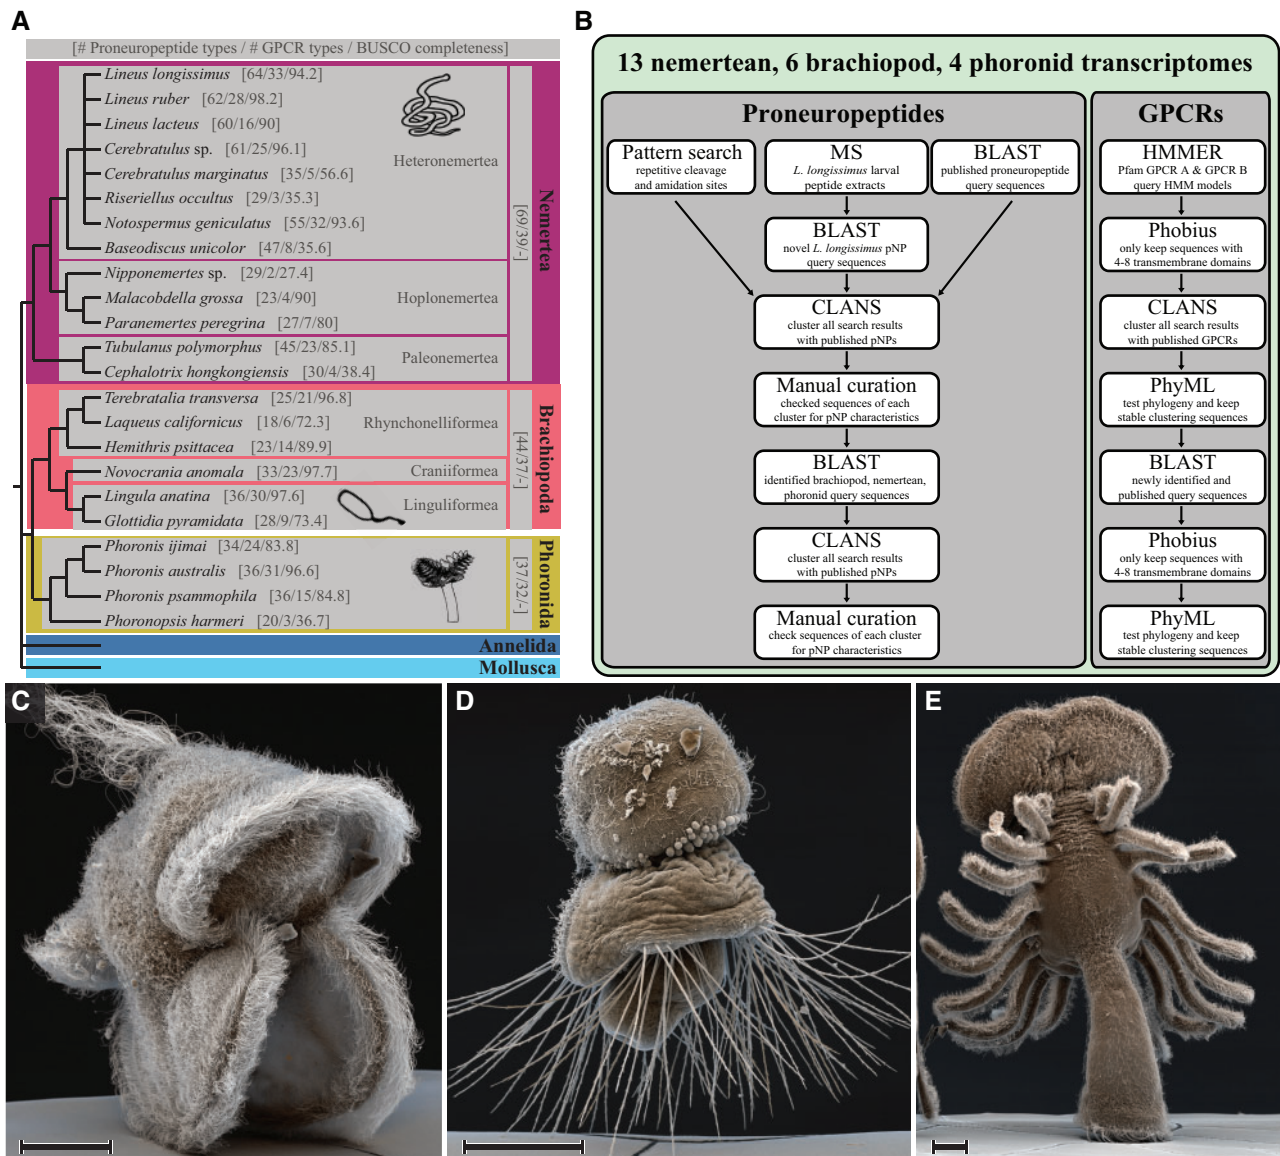 A
[# Proneuropeptide types / # GPCR types / BUSCO completeness]
Lineus longissimus [64/33/94.2]
Lineus ruber [62/28/98.2]
Lineus lacteus [60/16/90]
Cerebratulus sp. [61/25/96.1]
Heteronemertea
Cerebratulus marginatus [35/5/56.6]
Riseriellus occultus [29/3/35.3]
Notospermus geniculatus [55/32/93.6]
Baseodiscus unicolor [47/8/35.6]
Nipponemertes sp. [29/2/27.4]
Malacobdella grossa [23/4/90]
Hoplonemertea
Paranemertes peregrina [27/7/80]
Tubulanus polymorphus [45/23/85.1]
Paleonemertea
Cephalotrix hongkongiensis [30/4/38.4]
[69/39/-]
Nemertea
Terebratalia transversa [25/21/96.8]
Laqueus californicus [18/6/72.3]
Rhynchonelliformea
Hemithris psittacea [23/14/89.9]
Novocrania anomala [33/23/97.7]
Craniiformea
Lingula anatina [36/30/97.6]
Linguliformea
Glottidia pyramidata [28/9/73.4]
[44/37/-]
Brachiopoda
Phoronis ijimai [34/24/83.8]
Phoronis australis [36/31/96.6]
Phoronis psammophila [36/15/84.8]
Phoronopsis harmeri [20/3/36.7]
[37/32/-]
Phoronida
Annelida
Mollusca
B
13 nemertean, 6 brachiopod, 4 phoronid transcriptomes
Proneuropeptides
Pattern search
repetitive cleavage
and amidation sites
MS
L. longissimus larval
peptide extracts
BLAST
published proneuropeptide
query sequences
BLAST
novel L. longissimus pNP
query sequences
CLANS
cluster all search results
with published pNPs
Manual curation
checked sequences of each
cluster for pNP characteristics
BLAST
identified brachiopod, nemertean,
phoronid query sequences
CLANS
cluster all search results
with published pNPs
Manual curation
check sequences of each cluster
for pNP characteristics
GPCRs
HMMER
Pfam GPCR A & GPCR B
query HMM models
Phobius
only keep sequences with
4-8 transmembrane domains
CLANS
cluster all search results
with published GPCRs
PhyML
test phylogeny and keep
stable clustering sequences
BLAST
newly identified and
published query sequences
Phobius
only keep sequences with
4-8 transmembrane domains
PhyML
test phylogeny and keep
stable clustering sequences
C
D
E